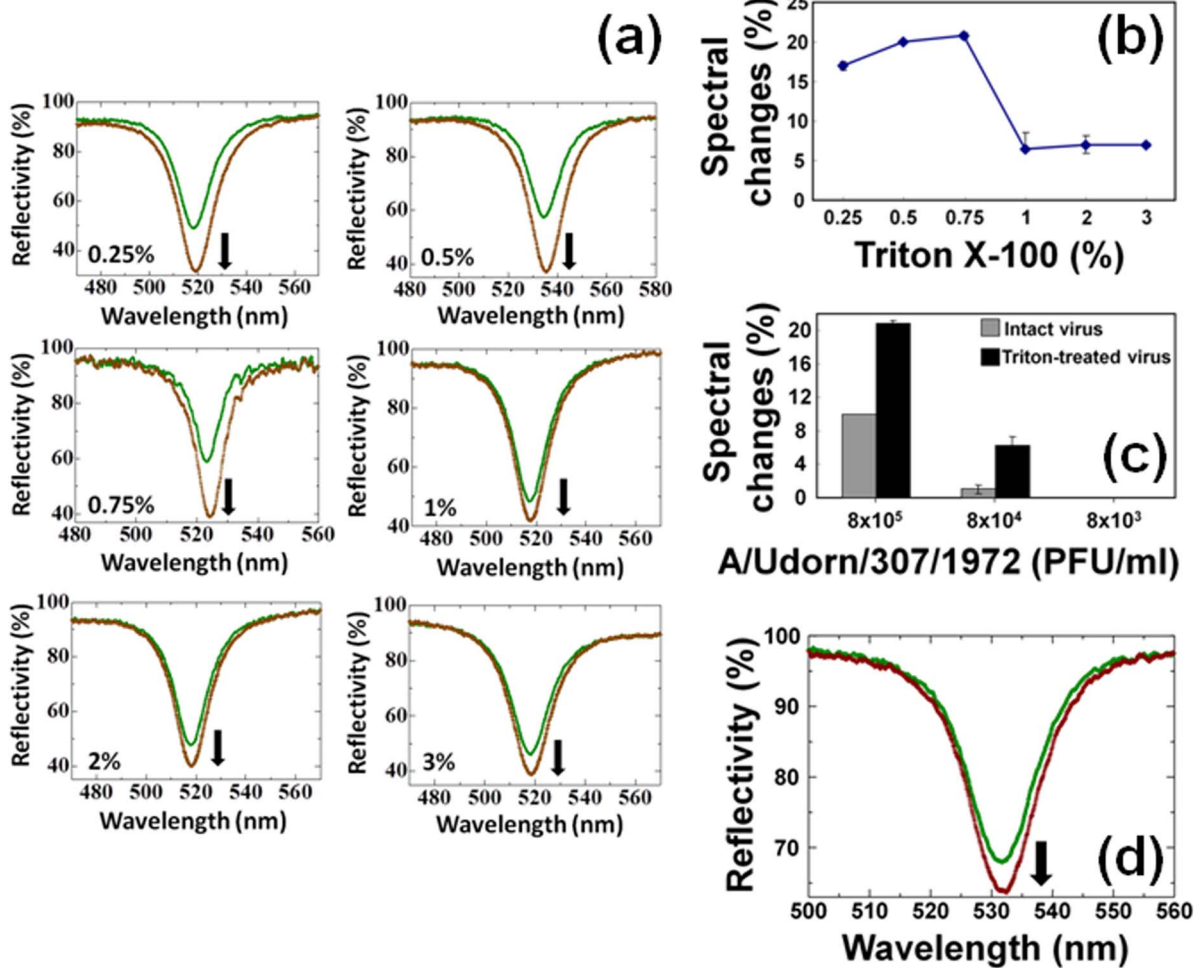 (a)
100
80
60
40
Reflectivity (%)
0.25%
480 500 520 540 560
Wavelength (nm)
100
80
60
40
Reflectivity (%)
0.5%
480 500 520 540 560 580
Wavelength (nm)
100
80
60
40
Reflectivity (%)
0.75%
480 500 520 540 560
Wavelength (nm)
100
80
60
40
Reflectivity (%)
1%
480 500 520 540 560
Wavelength (nm)
100
80
60
40
Reflectivity (%)
2%
480 500 520 540 560
Wavelength (nm)
100
80
60
40
Reflectivity (%)
3%
480 500 520 540 560
Wavelength (nm)
(b)
25
20
15
10
5
0
Spectral
changes (%)
0.25 0.5 0.75 1 2 3
Triton X-100 (%)
(c)
20
16
12
8
4
0
Spectral
changes (%)
Intact virus
Triton-treated virus
8x10⁵ 8x10⁴ 8x10³
A/Udorn/307/1972 (PFU/ml)
(d)
100
90
80
70
Reflectivity (%)
500 510 520 530 540 550 560
Wavelength (nm)